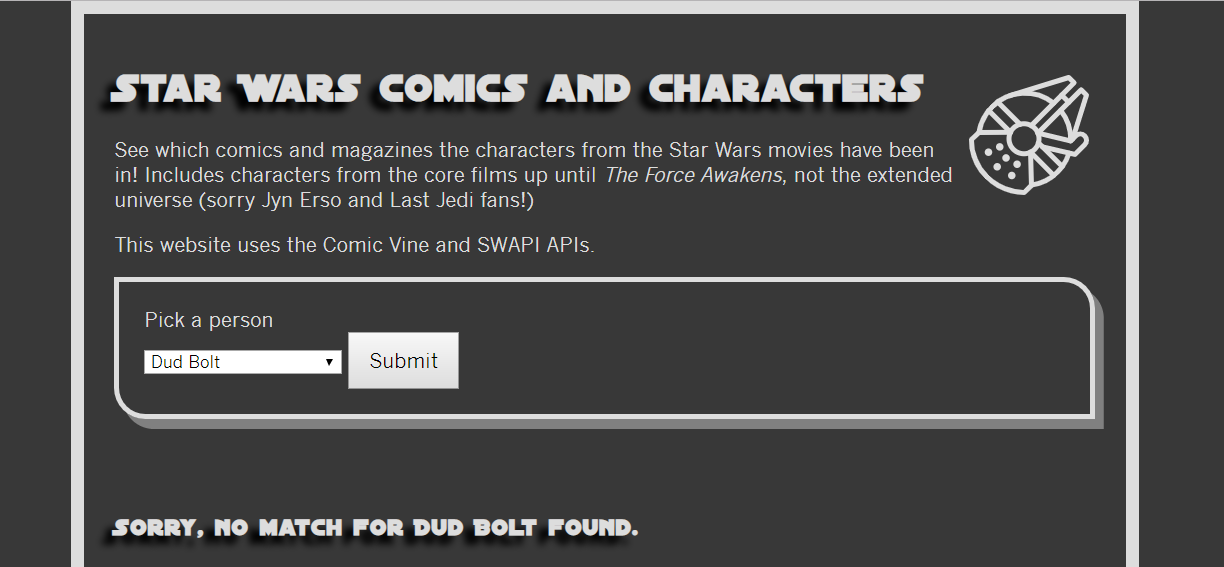 Star Wars Comics and Characters
See which comics and magazines the characters from the Star Wars movies have been
in! Includes characters from the core films up until The Force Awakens, not the extended
universe (sorry Jyn Erso and Last Jedi fans!)
This website uses the Comic Vine and SWAPI APIs.
Pick a person
Dud Bolt
Submit
Sorry, no match for Dud Bolt found.